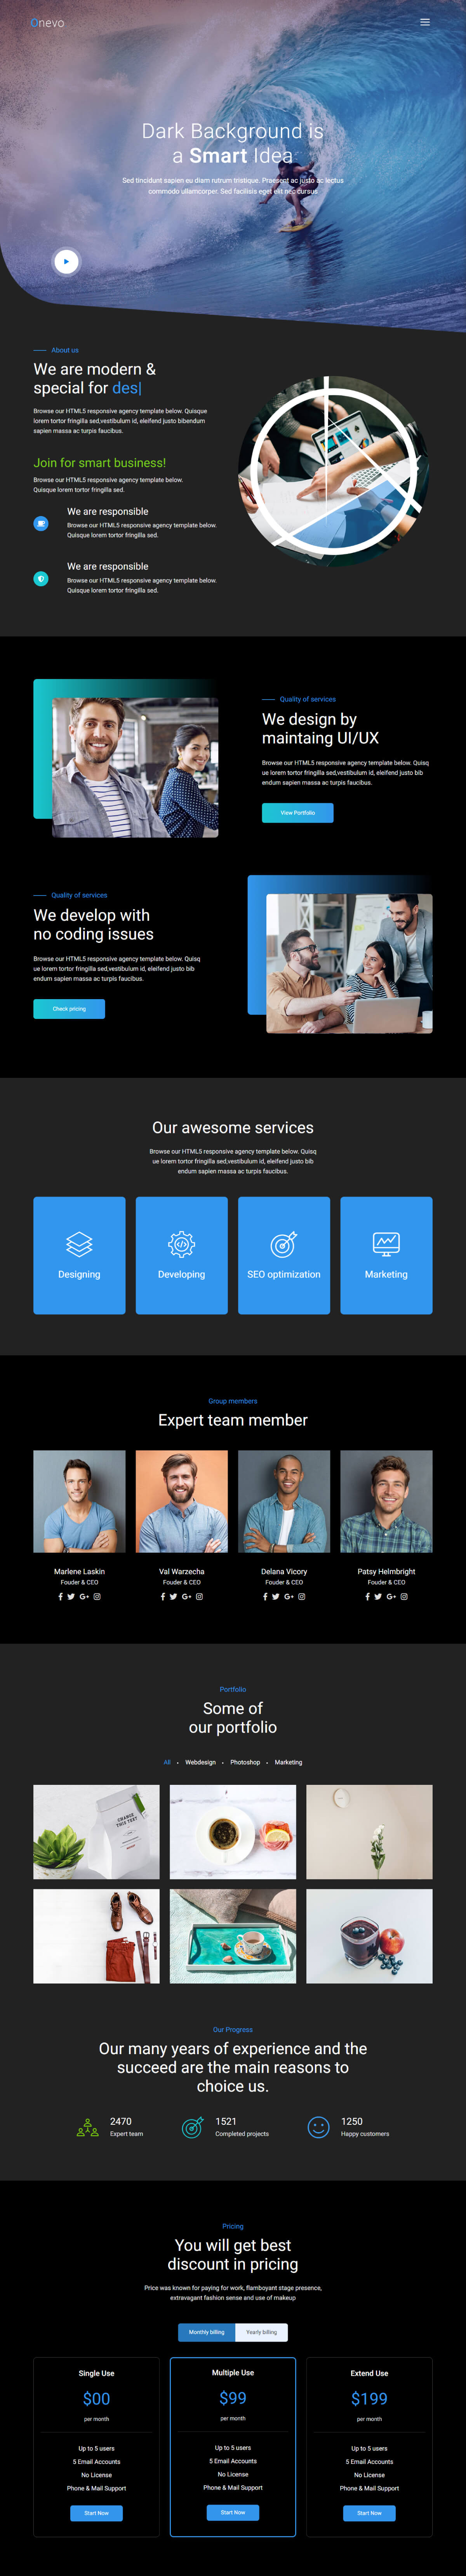 Onevo
Dark Background is
a Smart Idea
Sed tincidunt sapien eu diam rutrum tristique. Praesent ac justo ac lectus
commodo ullamcorper. Sed facilisis eget elit nec cursus
About us
We are modern &
special for des|
Browse our HTML5 responsive agency template below. Quisque
lorem tortor fringilla sed,vestibulum id, eleifend justo bibendum
sapien massa ac turpis faucibus.
Join for smart business!
Browse our HTML5 responsive agency template below.
Quisque lorem tortor fringilla sed.
We are responsible
Browse our HTML5 responsive agency template below.
Quisque lorem tortor fringilla sed.
We are responsible
Browse our HTML5 responsive agency template below.
Quisque lorem tortor fringilla sed.
Quality of services
We design by
maintaing UI/UX
Browse our HTML5 responsive agency template below. Quisq
ue lorem tortor fringilla sed,vestibulum id, eleifend justo bib
endum sapien massa ac turpis faucibus.
View Portfolio
Quality of services
We develop with
no coding issues
Browse our HTML5 responsive agency template below. Quisq
ue lorem tortor fringilla sed,vestibulum id, eleifend justo bib
endum sapien massa ac turpis faucibus.
Check pricing
Our awesome services
Browse our HTML5 responsive agency template below. Quisq
ue lorem tortor fringilla sed,vestibulum id, eleifend justo bib
endum sapien massa ac turpis faucibus.
Designing
Developing
SEO optimization
Marketing
Group members
Expert team member
Marlene Laskin
Fouder & CEO
Val Warzecha
Fouder & CEO
Delana Vicory
Fouder & CEO
Patsy Helmbright
Fouder & CEO
Portfolio
Some of
our portfolio
All • Webdesign • Photoshop • Marketing
CHANGE
THIS TEXT
Our Progress
Our many years of experience and the
succeed are the main reasons to
choice us.
2470
Expert team
1521
Completed projects
1250
Happy customers
Pricing
You will get best
discount in pricing
Price was known for paying for work, flamboyant stage presence,
extravagant fashion sense and use of makeup
Monthly billing
Yearly billing
Single Use
$00
per month
Up to 5 users
5 Email Accounts
No License
Phone & Mail Support
Start Now
Multiple Use
$99
per month
Up to 5 users
5 Email Accounts
No License
Phone & Mail Support
Start Now
Extend Use
$199
per month
Up to 5 users
5 Email Accounts
No License
Phone & Mail Support
Start Now